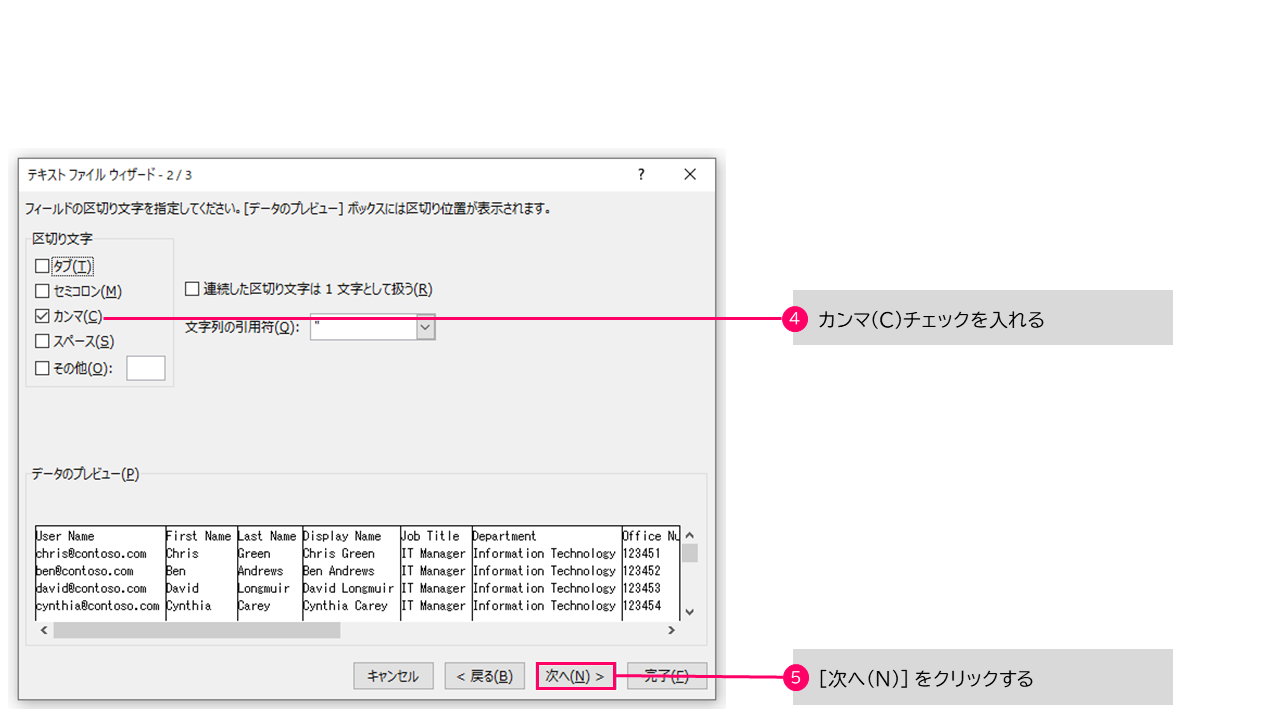 テキスト ファイル ウィザード - 2 / 3
?
フィールドの区切り文字を指定してください。[データのプレビュー] ボックスには区切り位置が表示されます。
区切り文字
タブ(T)
セミコロン(M)
カンマ(C)
スペース(S)
その他(O):
連続した区切り文字は 1 文字として扱う(R)
文字列の引用符(Q): "
4 カンマ(C)チェックを入れる
データのプレビュー(P)
User Name First Name Last Name Display Name Job Title Department Office Nu
chris@contoso.com Chris Green Chris Green IT Manager Information Technology 123451
ben@contoso.com Ben Andrews Ben Andrews IT Manager Information Technology 123452
david@contoso.com David Longmuir David Longmuir IT Manager Information Technology 123453
cynthia@contoso.com Cynthia Carey Cynthia Carey IT Manager Information Technology 123454
キャンセル < 戻る(B) 次へ(N) > 完了(F)
5 [次へ(N)] をクリックする